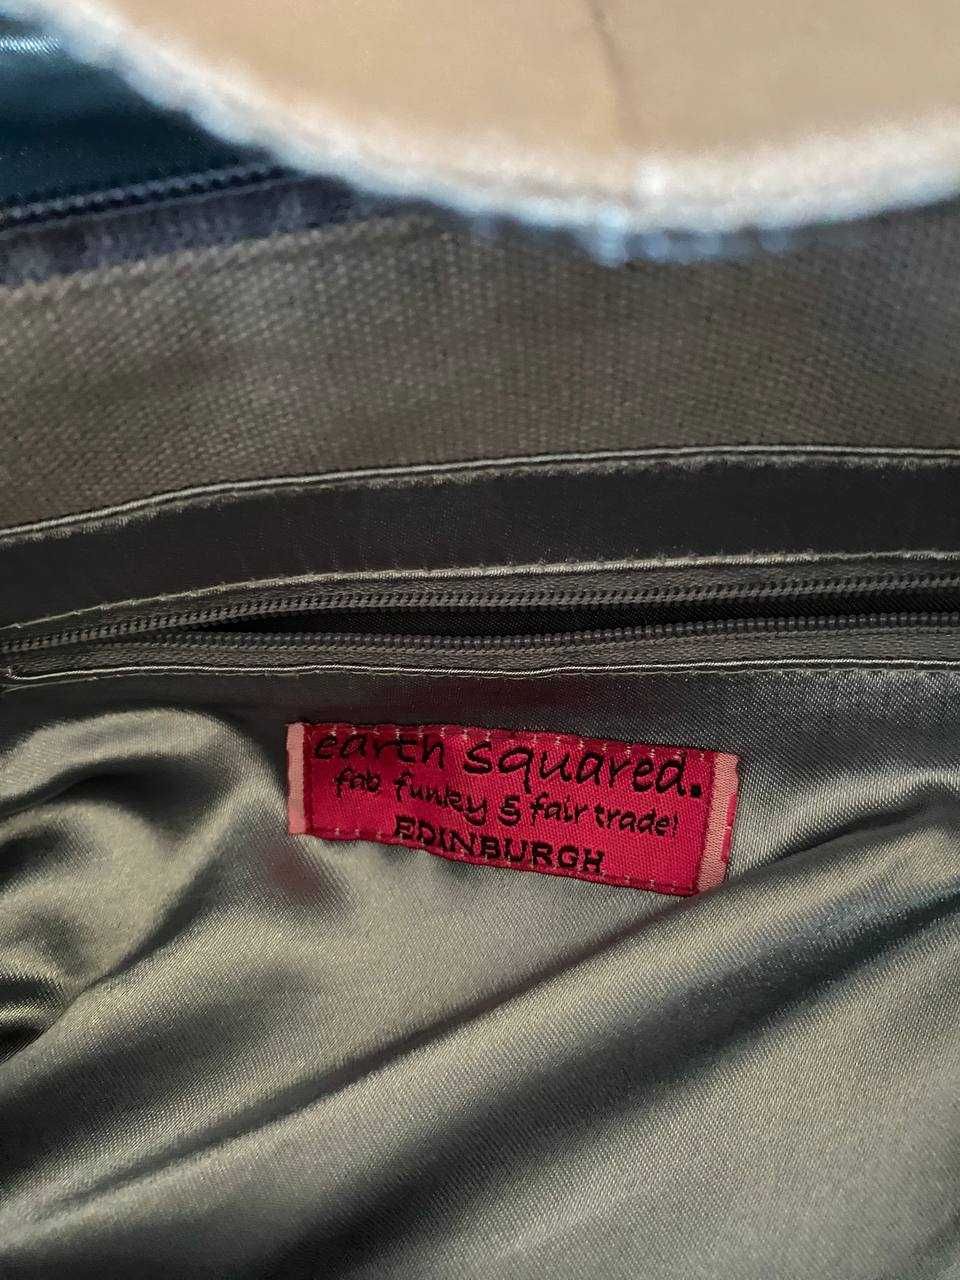 earth squared.
fab funky & fair trade!
EDINBURGH